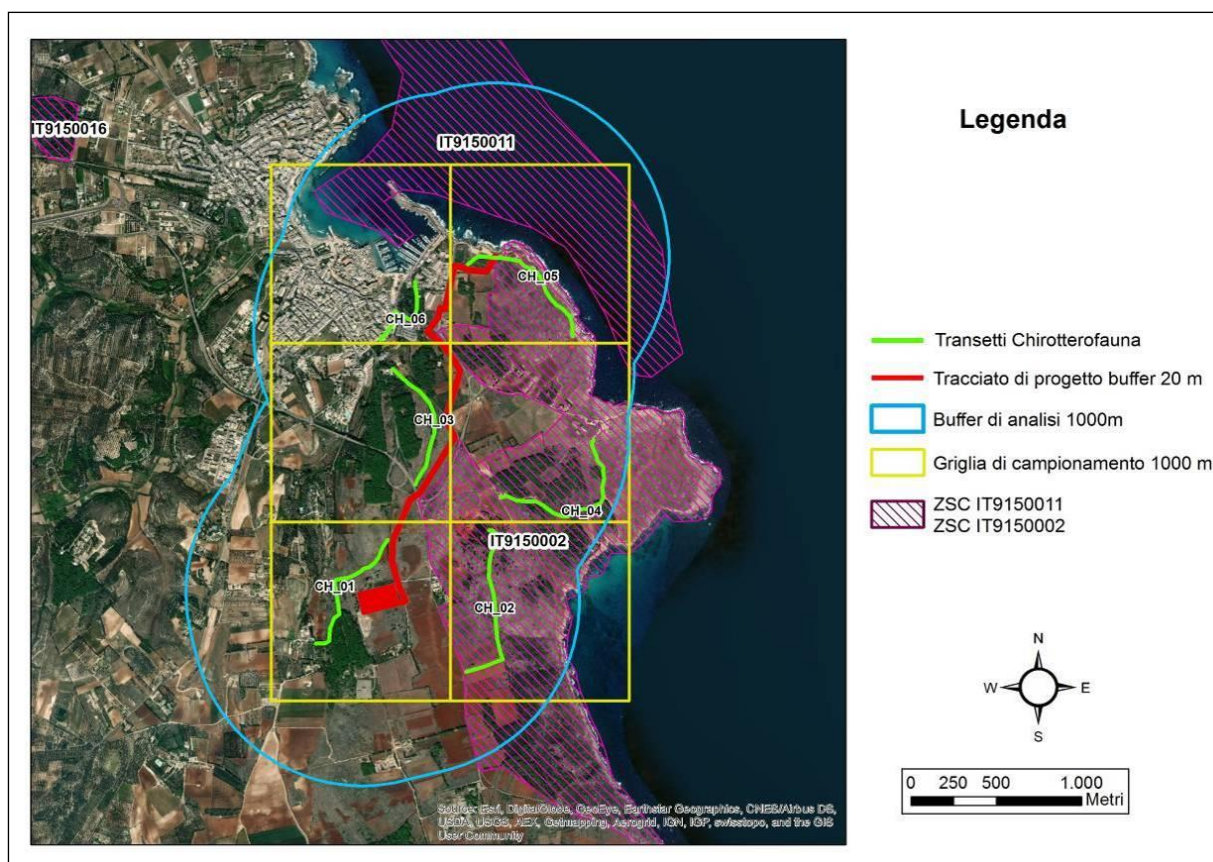 IT9150016
IT9150011
CH_05
CH_06
CH_03
CH_04
IT9150002
CH_01
CH_02
Source: Esri, DigitalGlobe, GeoEye, Earthstar Geographics, CNES/Airbus DS,
USDA, USGS, AEX, Getmapping, Aerogrid, IGN, IGP, swisstopo, and the GIS
User Community
Legenda
Transetti Chirotterofauna
Tracciato di progetto buffer 20 m
Buffer di analisi 1000m
Griglia di campionamento 1000 m
ZSC IT9150011
ZSC IT9150002
N
W E
S
0 250 500 1.000
Metri